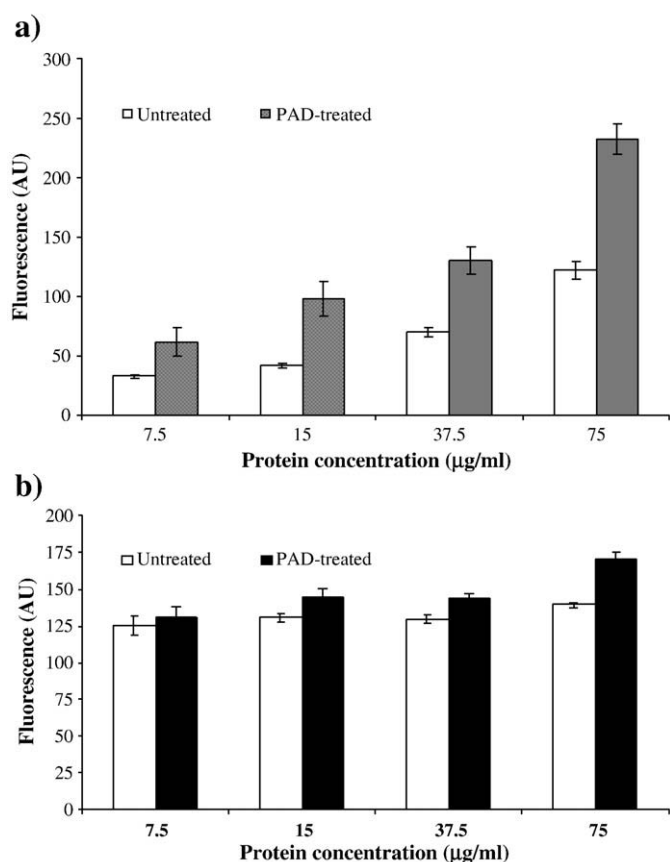 a)
300
250
200
150
100
50
0
Fluorescence (AU)
Untreated PAD-treated
7.5 15 37.5 75
Protein concentration (µg/ml)
b)
200
175
150
125
100
75
50
25
0
Fluorescence (AU)
Untreated PAD-treated
7.5 15 37.5 75
Protein concentration (µg/ml)